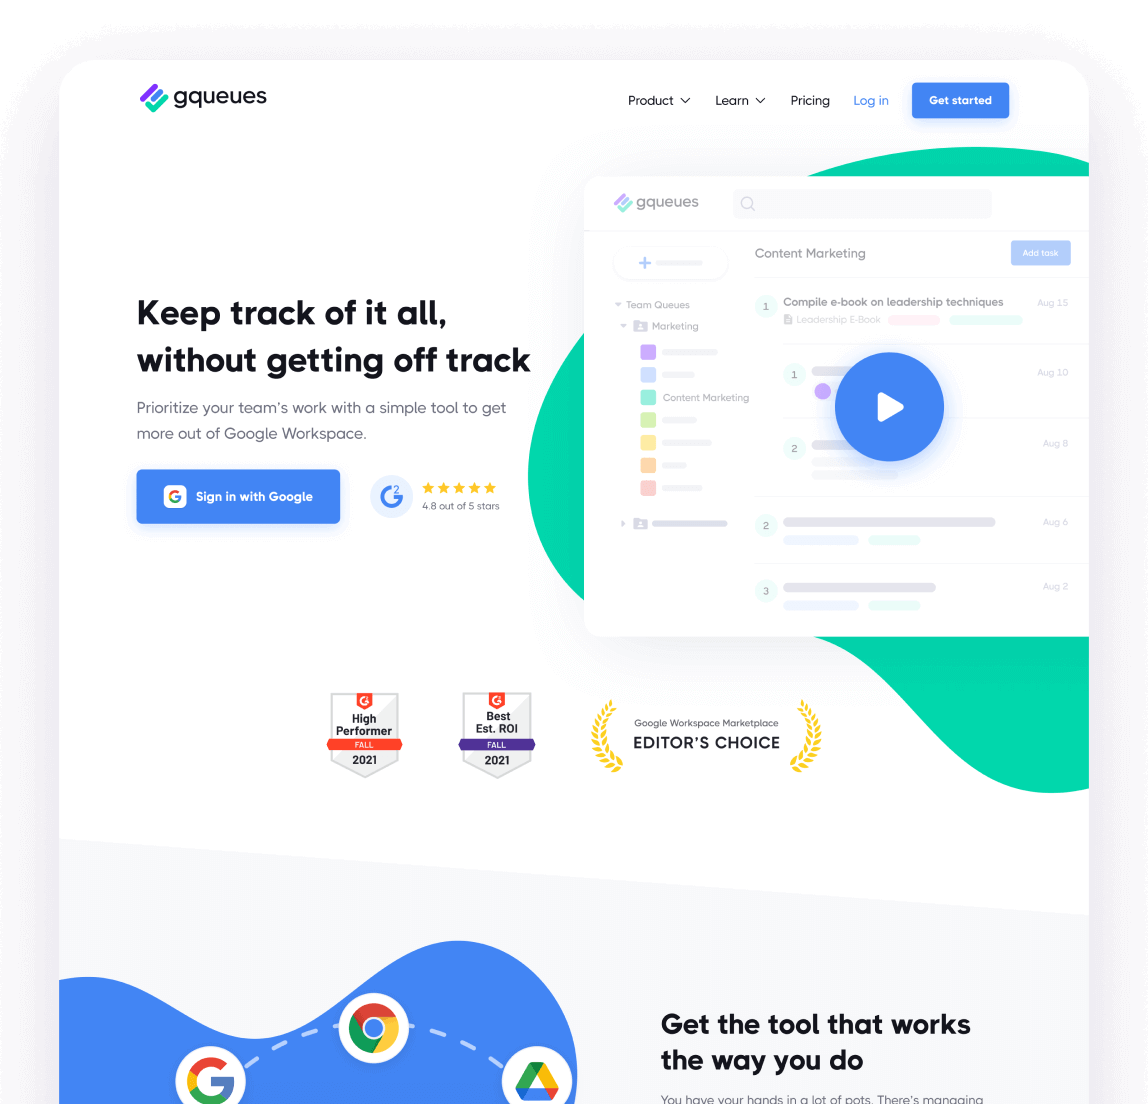 gqueues
Product
Learn
Pricing
Log in
Get started
gqueues
Content Marketing
Add task
Team Queues
Marketing
Content Marketing
1
Compile e-book on leadership techniques
Aug 15
Leadership E-Book
1
Aug 10
2
Aug 8
2
Aug 6
3
Aug 2
Keep track of it all,
without getting off track
Prioritize your team's work with a simple tool to get
more out of Google Workspace.
Sign in with Google
G2
4.8 out of 5 stars
High
Performer
FALL
2021
Best
Est. ROI
FALL
2021
Google Workspace Marketplace
EDITOR'S CHOICE
Get the tool that works
the way you do
You have your hands in a lot of pots. There's managing